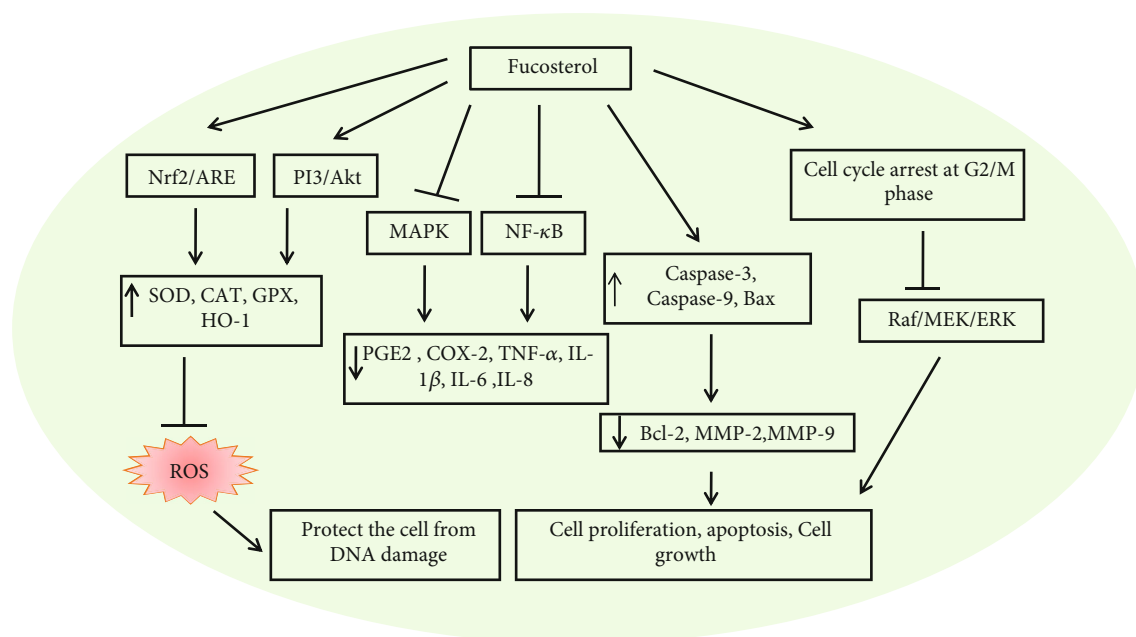 Fucosterol
Nrf2/ARE
PI3/Akt
MAPK
NF-κB
Cell cycle arrest at G2/M
phase
SOD, CAT, GPX,
HO-1
Caspase-3,
Caspase-9, Bax
Raf/MEK/ERK
PGE2 , COX-2, TNF-α, IL-
1β, IL-6 ,IL-8
Bcl-2, MMP-2,MMP-9
ROS
Protect the cell from
DNA damage
Cell proliferation, apoptosis, Cell
growth